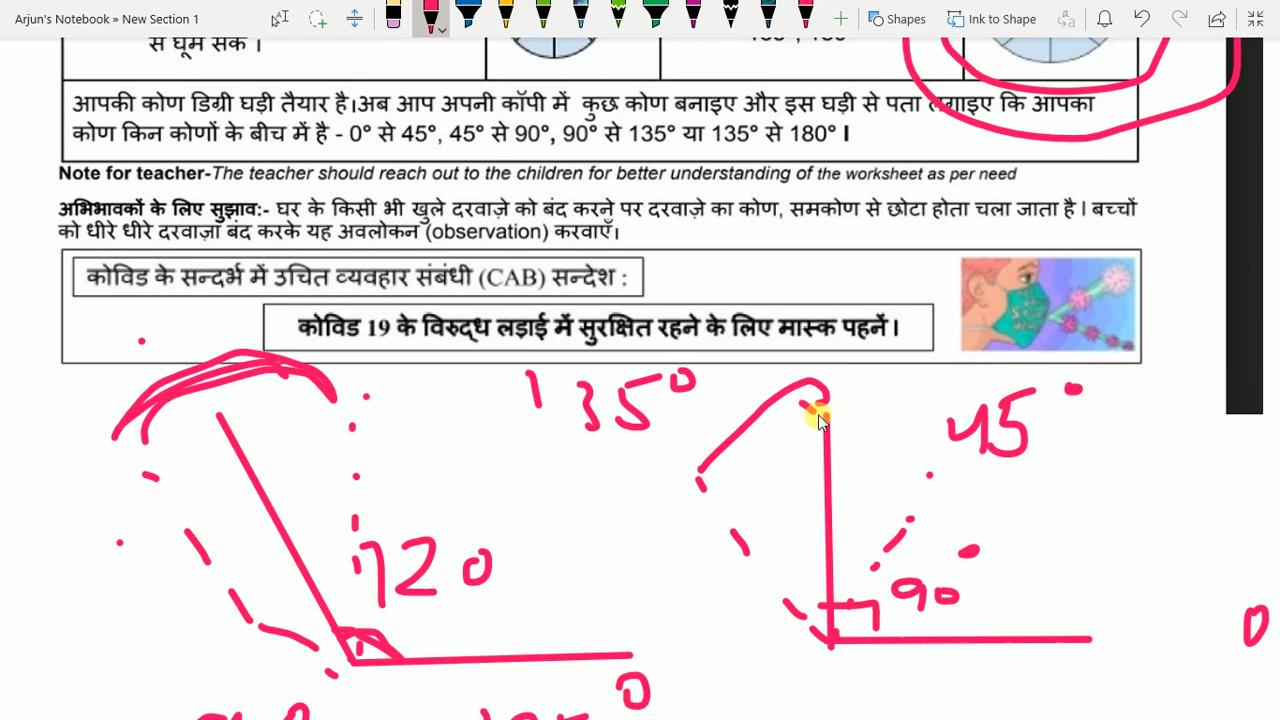 Arjun's Notebook » New Section 1
Shapes
Ink to Shape
से घूम सकें ।
आपकी कोण डिग्री घड़ी तैयार है।अब आप अपनी कॉपी में कुछ कोण बनाइए और इस घड़ी से पता लगाइए कि आपका
कोण किन कोणों के बीच में है - 0° से 45°, 45° से 90°, 90° से 135° या 135° से 180° l
Note for teacher-The teacher should reach out to the children for better understanding of the worksheet as per need
अभिभावकों के लिए सुझाव:- घर के किसी भी खुले दरवाज़े को बंद करने पर दरवाज़े का कोण, समकोण से छोटा होता चला जाता है l बच्चों
को धीरे धीरे दरवाज़ा बंद करके यह अवलोकन (observation) करवाएँ।
कोविड के सन्दर्भ में उचित व्यवहार संबंधी (CAB) सन्देश :
कोविड 19 के विरुद्ध लड़ाई में सुरक्षित रहने के लिए मास्क पहनें ।
135°
45°
120
90°
0
0